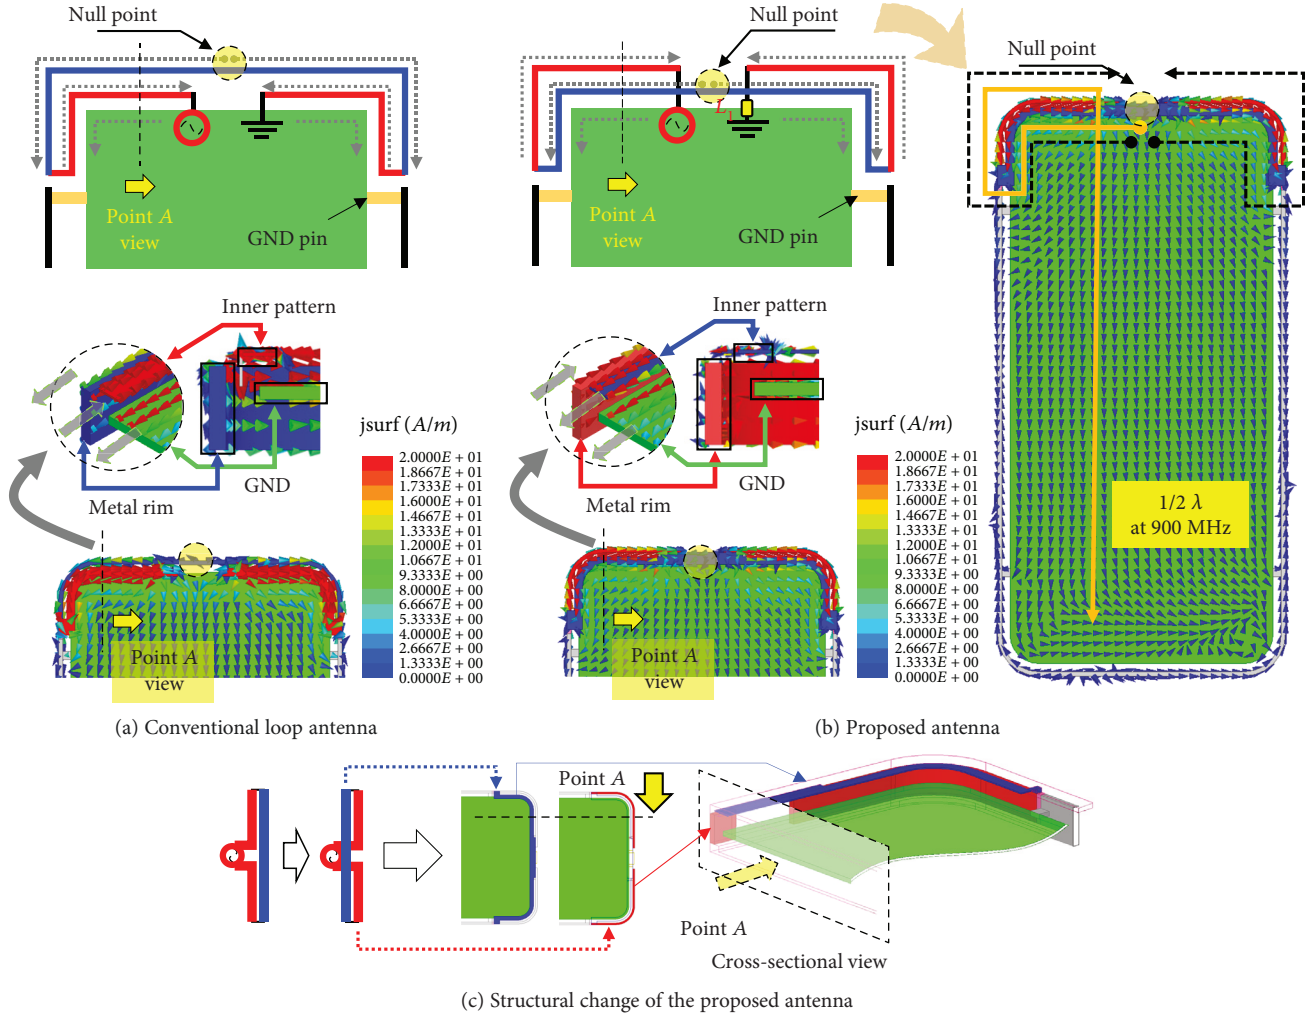 Null point
Point A
view
GND pin
Inner pattern
Metal rim
GND
jsurf (A/m)
2.0000E + 01
1.8667E + 01
1.7333E + 01
1.6000E + 01
1.4667E + 01
1.3333E + 01
1.2000E + 01
1.0667E + 01
9.3333E + 00
8.0000E + 00
6.6667E + 00
5.3333E + 00
4.0000E + 00
2.6667E + 00
1.3333E + 00
0.0000E + 00
Point A
view
(a) Conventional loop antenna
Null point
L1
Point A
view
GND pin
Inner pattern
Metal rim
GND
jsurf (A/m)
2.0000E + 01
1.8667E + 01
1.7333E + 01
1.6000E + 01
1.4667E + 01
1.3333E + 01
1.2000E + 01
1.0667E + 01
9.3333E + 00
8.0000E + 00
6.6667E + 00
5.3333E + 00
4.0000E + 00
2.6667E + 00
1.3333E + 00
0.0000E + 00
Point A
view
Null point
1/2 λ
at 900 MHz
(b) Proposed antenna
Point A
Point A
Cross-sectional view
(c) Structural change of the proposed antenna